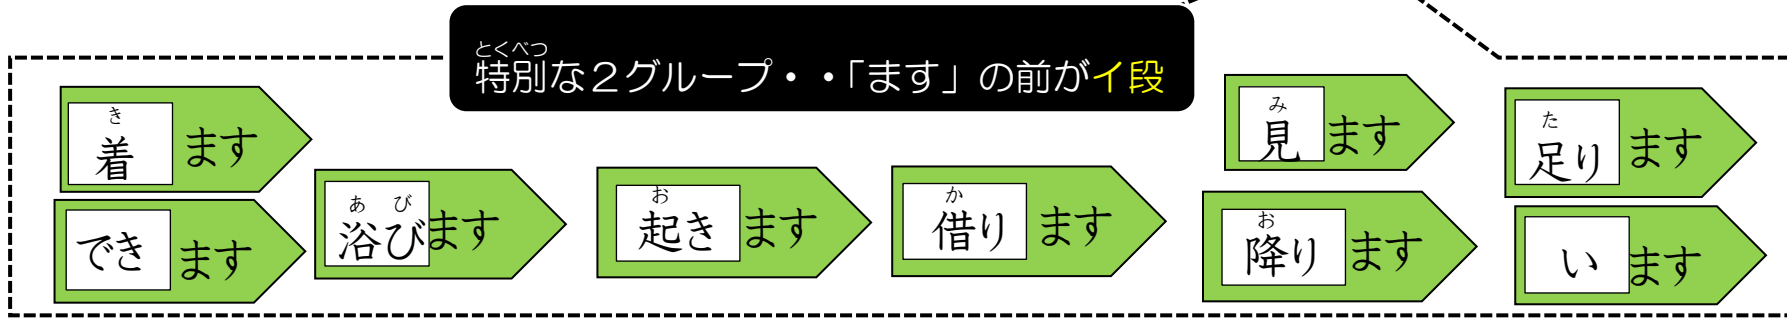 とくべつ
特別な２グループ・・「ます」の前がイ段
き
着 ます
でき ます
あ び
浴びます
お
起き ます
か
借り ます
み
見 ます
お
降り ます
た
足り ます
い ます